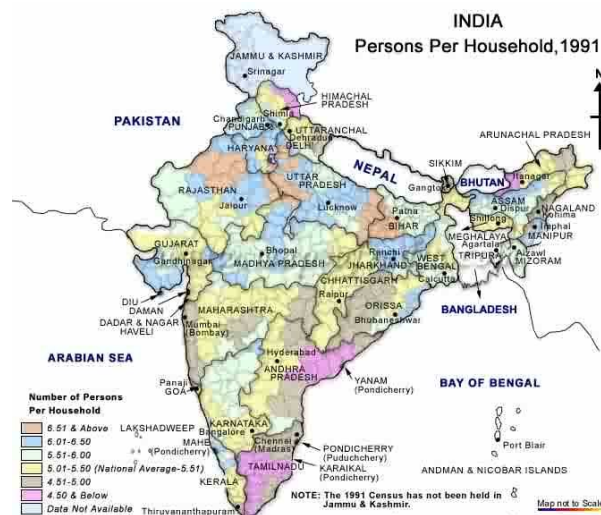 INDIA
Persons Per Household,1991
N
JAMMU & KASHMIR
Srinagar
HIMACHAL
PRADESH
Shimla
Chandigarh
PUNJAB
PAKISTAN
UTTARANCHAL
Dehradun
DELHI
HARYANA
ARUNACHAL PRADESH
NEPAL
SIKKIM
Gangtok
BHUTAN
Itanagar
RAJASTHAN
Jaipur
UTTAR
PRADESH
Lucknow
ASSAM
Dispur
NAGALAND
Kohima
Patna
BIHAR
Shillong
MEGHALAYA
Imphal
MANIPUR
Agartala
TRIPURA
Aizawl
MIZORAM
GUJARAT
Gandhinagar
Bhopal
MADHYA PRADESH
Ranchi
JHARKHAND
WEST
BENGAL
Calcutta
CHHATTISGARH
Raipur
ORISSA
Bhubaneshwar
BANGLADESH
DIU
DAMAN
DADAR & NAGAR
HAVELI
MAHARASHTRA
Mumbai
(Bombay)
ARABIAN SEA
Hyderabad
ANDHRA
PRADESH
YANAM
(Pondicherry)
BAY OF BENGAL
Panaji
GOA
KARNATAKA
Bangalore
Chennai
(Madras)
PONDICHERRY
(Puduchery)
KARAIKAL
(Pondicherry)
TAMILNADU
LAKSHADWEEP
MAHE
(Pondicherry)
KERALA
Thiruvananthapuram
Port Blair
ANDMAN & NICOBAR ISLANDS
Number of Persons
Per Household
6.51 & Above
6.01-6.50
5.51-6.00
5.01-5.50 (National Average-5.51)
4.51-5.00
4.50 & Below
Data Not Available
NOTE: The 1991 Census has not been held in
Jammu & Kashmir.
Map not to Scale